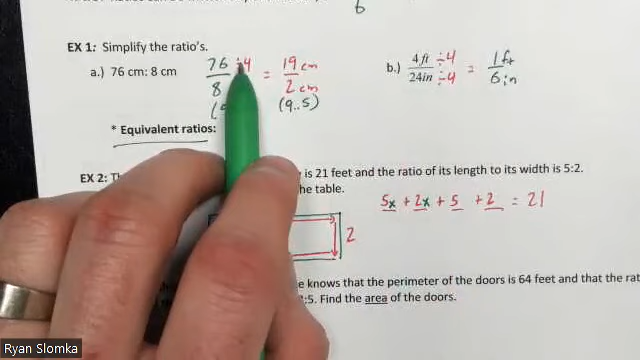 6
EX 1: Simplify the ratio's.
a.) 76 cm: 8 cm
76 ÷4 / 8 = 19 cm / 2 cm
(9.5)
b.) 4 ft ÷4 / 24in ÷4 = 1 ft / 6 in
* Equivalent ratios:
EX 2: is 21 feet and the ratio of its length to its width is 5:2.
he table.
5x + 2x + 5 + 2 = 21
2
e knows that the perimeter of the doors is 64 feet and that the rat
:5. Find the area of the doors.
Ryan Slomka